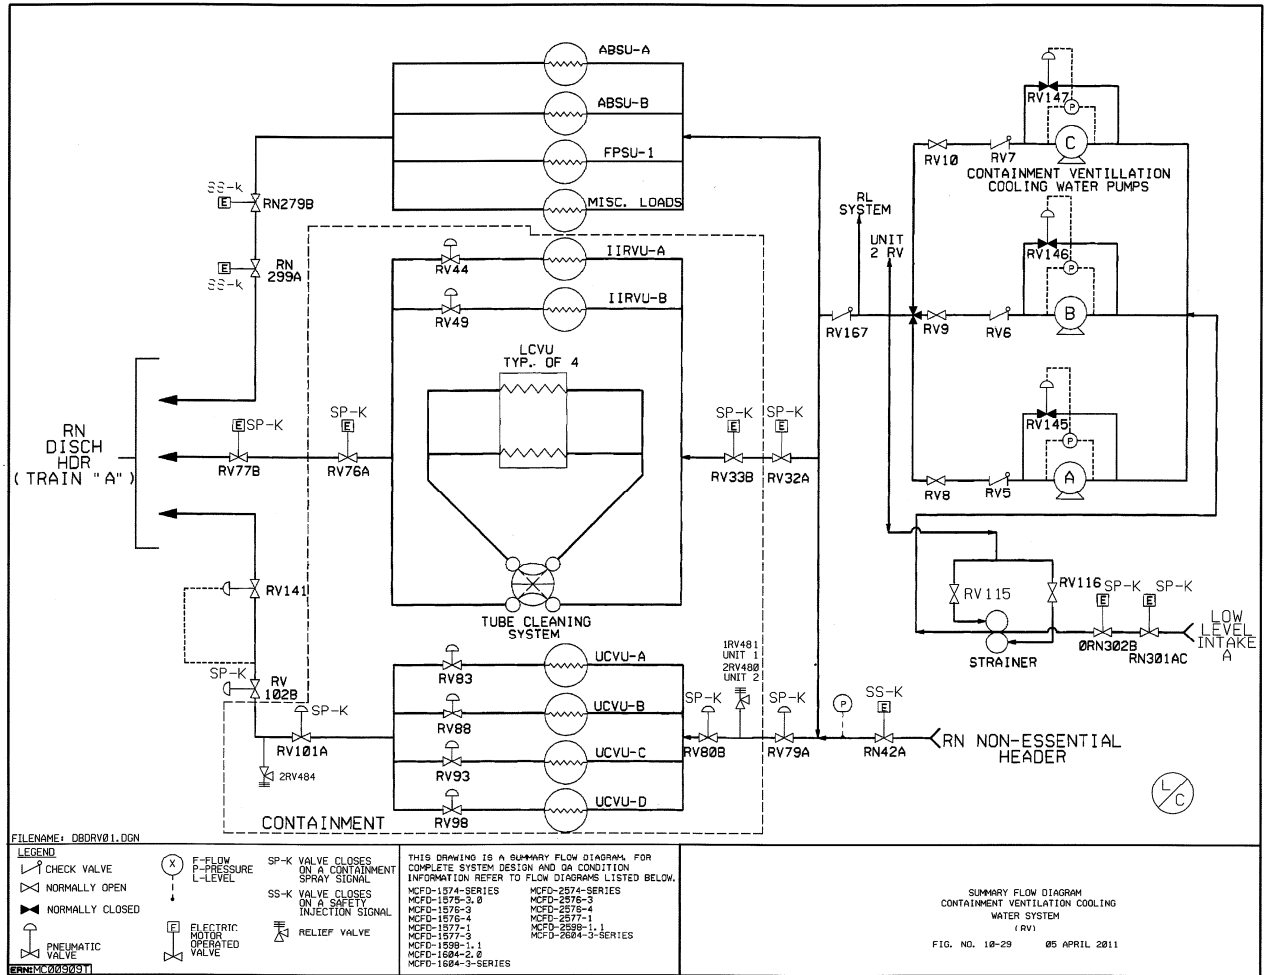 ABSU-A
ABSU-B
FPSU-1
MISC. LOADS
SS-K
E
RN279B
E
RN
299A
SS-K
RV147
P
C
RV10
RV7
CONTAINMENT VENTILLATION
COOLING WATER PUMPS
RL
SYSTEM
UNIT
2 RV
RV146
P
B
RV9
RV6
RV167
RV145
P
A
RV8
RV5
IIRVU-A
RV44
IIRVU-B
RV49
LCVU
TYP. OF 4
SP-K
E
RV33B
SP-K
E
RV32A
RN
DISCH
HDR
(TRAIN "A")
E SP-K
RV77B
SP-K
E
RV76A
TUBE CLEANING
SYSTEM
RV141
SP-K
RV
102B
SP-K
RV101A
2RV484
UCVU-A
RV83
UCVU-B
RV88
UCVU-C
RV93
UCVU-D
RV98
1RV481
UNIT 1
2RV480
UNIT 2
SP-K
RV80B
SP-K
RV79A
P
SS-K
E
RN42A
RN NON-ESSENTIAL
HEADER
RV115
RV116
STRAINER
SP-K
E
0RN302B
SP-K
E
RN301AC
LOW
LEVEL
INTAKE
A
L/C
CONTAINMENT
FILENAME: DBDRV01.DGN
LEGEND
CHECK VALVE
NORMALLY OPEN
NORMALLY CLOSED
PNEUMATIC
VALVE
X
F-FLOW
P-PRESSURE
L-LEVEL
E
ELECTRIC
MOTOR
OPERATED
VALVE
SP-K VALVE CLOSES
ON A CONTAINMENT
SPRAY SIGNAL
SS-K VALVE CLOSES
ON A SAFETY
INJECTION SIGNAL
RELIEF VALVE
ERN:MC00909T
THIS DRAWING IS A SUMMARY FLOW DIAGRAM. FOR
COMPLETE SYSTEM DESIGN AND QA CONDITION
INFORMATION REFER TO FLOW DIAGRAMS LISTED BELOW.
MCFD-1574-SERIES
MCFD-1575-3.0
MCFD-1576-3
MCFD-1576-4
MCFD-1577-1
MCFD-1577-3
MCFD-1598-1.1
MCFD-1604-2.0
MCFD-1604-3-SERIES
MCFD-2574-SERIES
MCFD-2576-3
MCFD-2576-4
MCFD-2577-1
MCFD-2598-1.1
MCFD-2604-3-SERIES
SUMMARY FLOW DIAGRAM
CONTAINMENT VENTILATION COOLING
WATER SYSTEM
(RV)
FIG. NO. 10-29 05 APRIL 2011